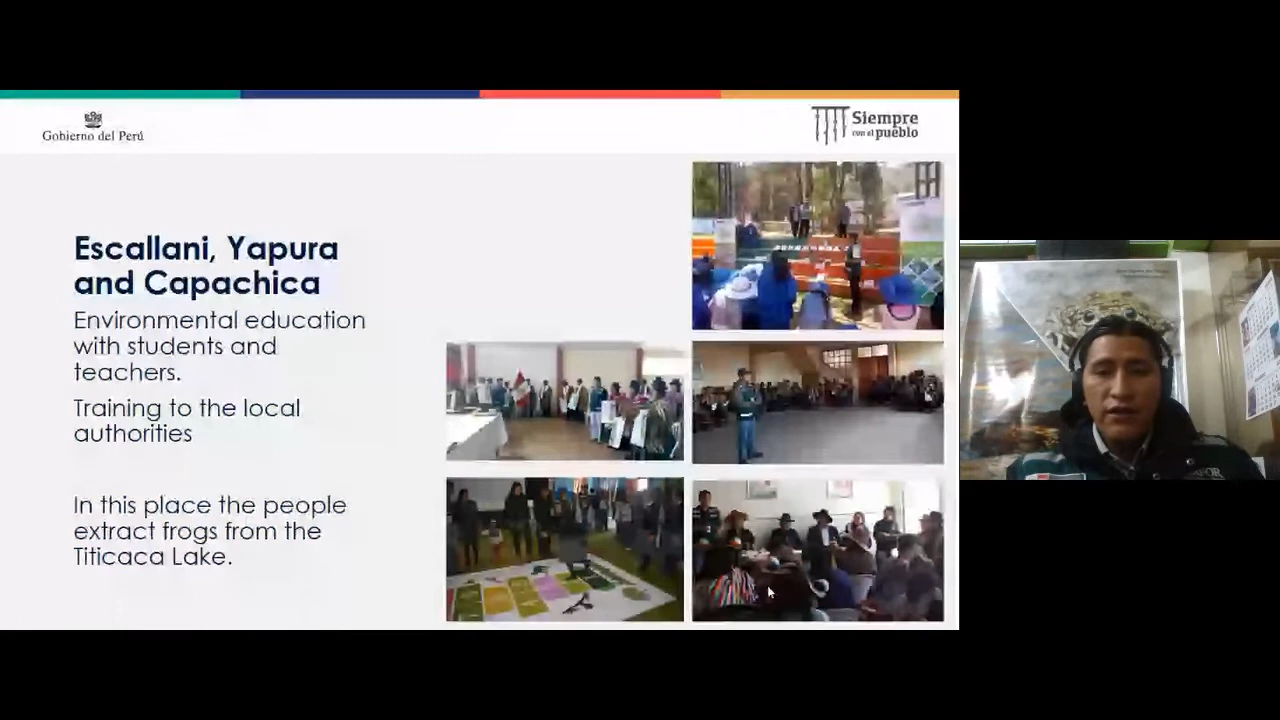 Gobierno del Perú
Siempre
con el pueblo
Escallani, Yapura
and Capachica
Environmental education
with students and
teachers.
Training to the local
authorities
In this place the people
extract frogs from the
Titicaca Lake.